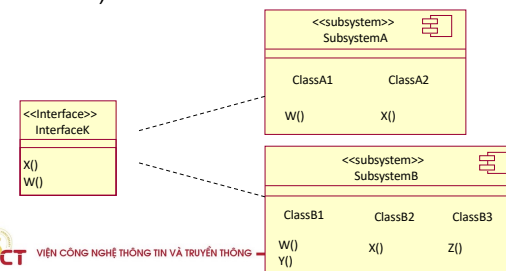 <<subsystem>>
SubsystemA
ClassA1 ClassA2
W() X()
<<Interface>>
InterfaceK
X()
W()
<<subsystem>>
SubsystemB
ClassB1 ClassB2 ClassB3
W() X() Z()
Y()
CT VIỆN CÔNG NGHỆ THÔNG TIN VÀ TRUYỀN THÔNG